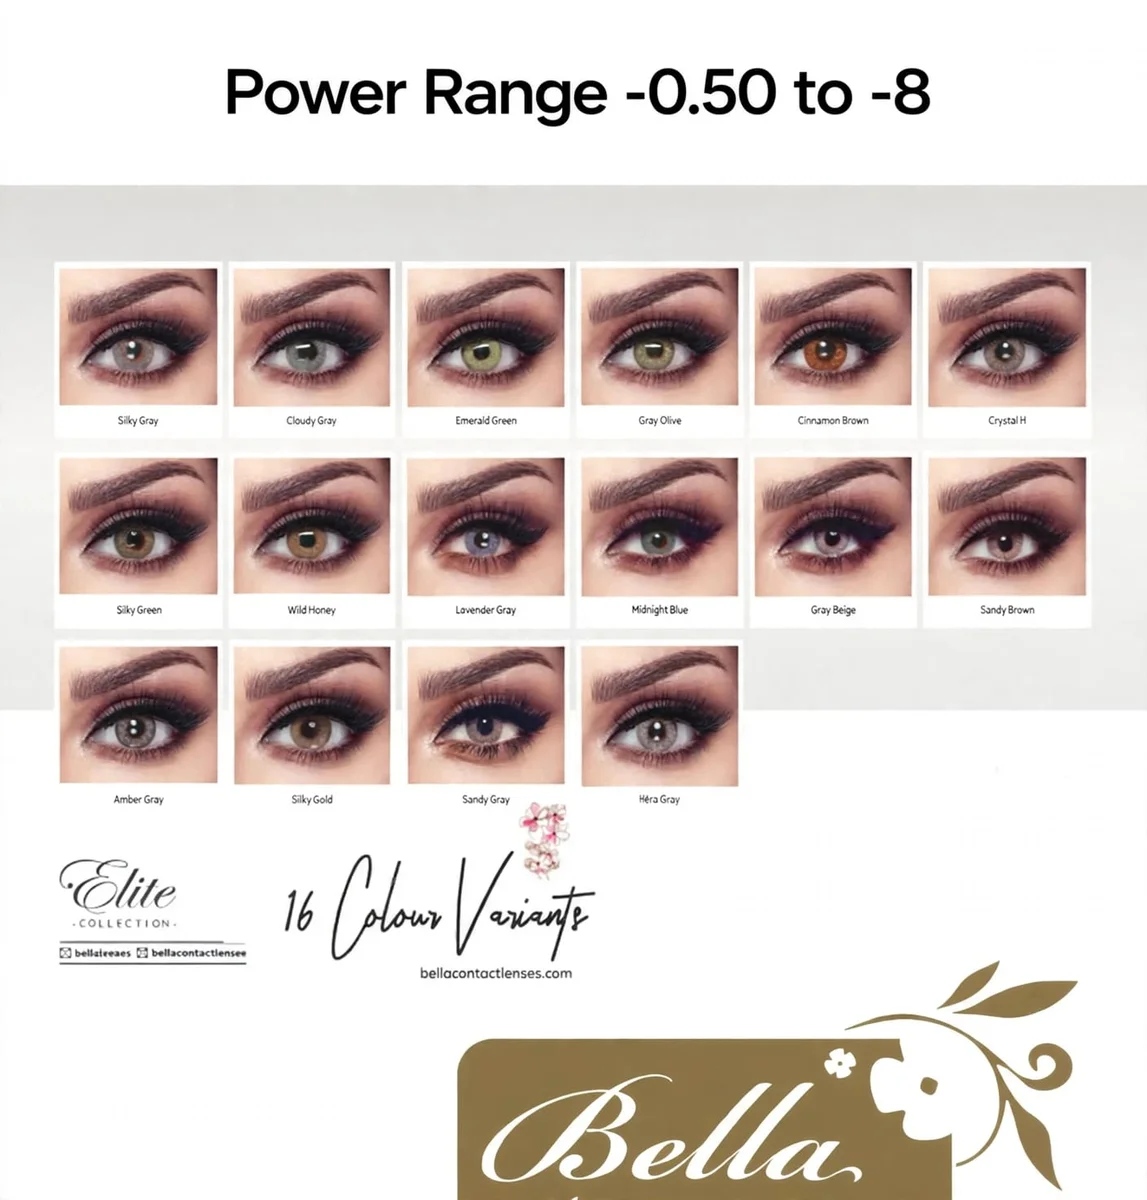 Power Range -0.50 to -8
Silky Gray
Cloudy Gray
Emerald Green
Gray Olive
Cinnamon Brown
Crystal H
Silky Green
Wild Honey
Lavender Gray
Midnight Blue
Gray Beige
Sandy Brown
Amber Gray
Silky Gold
Sandy Gray
Héra Gray
Elite
·COLLECTION·
bellacontactlensee
16 Colour Variants
bellacontactlenses.com
Bella